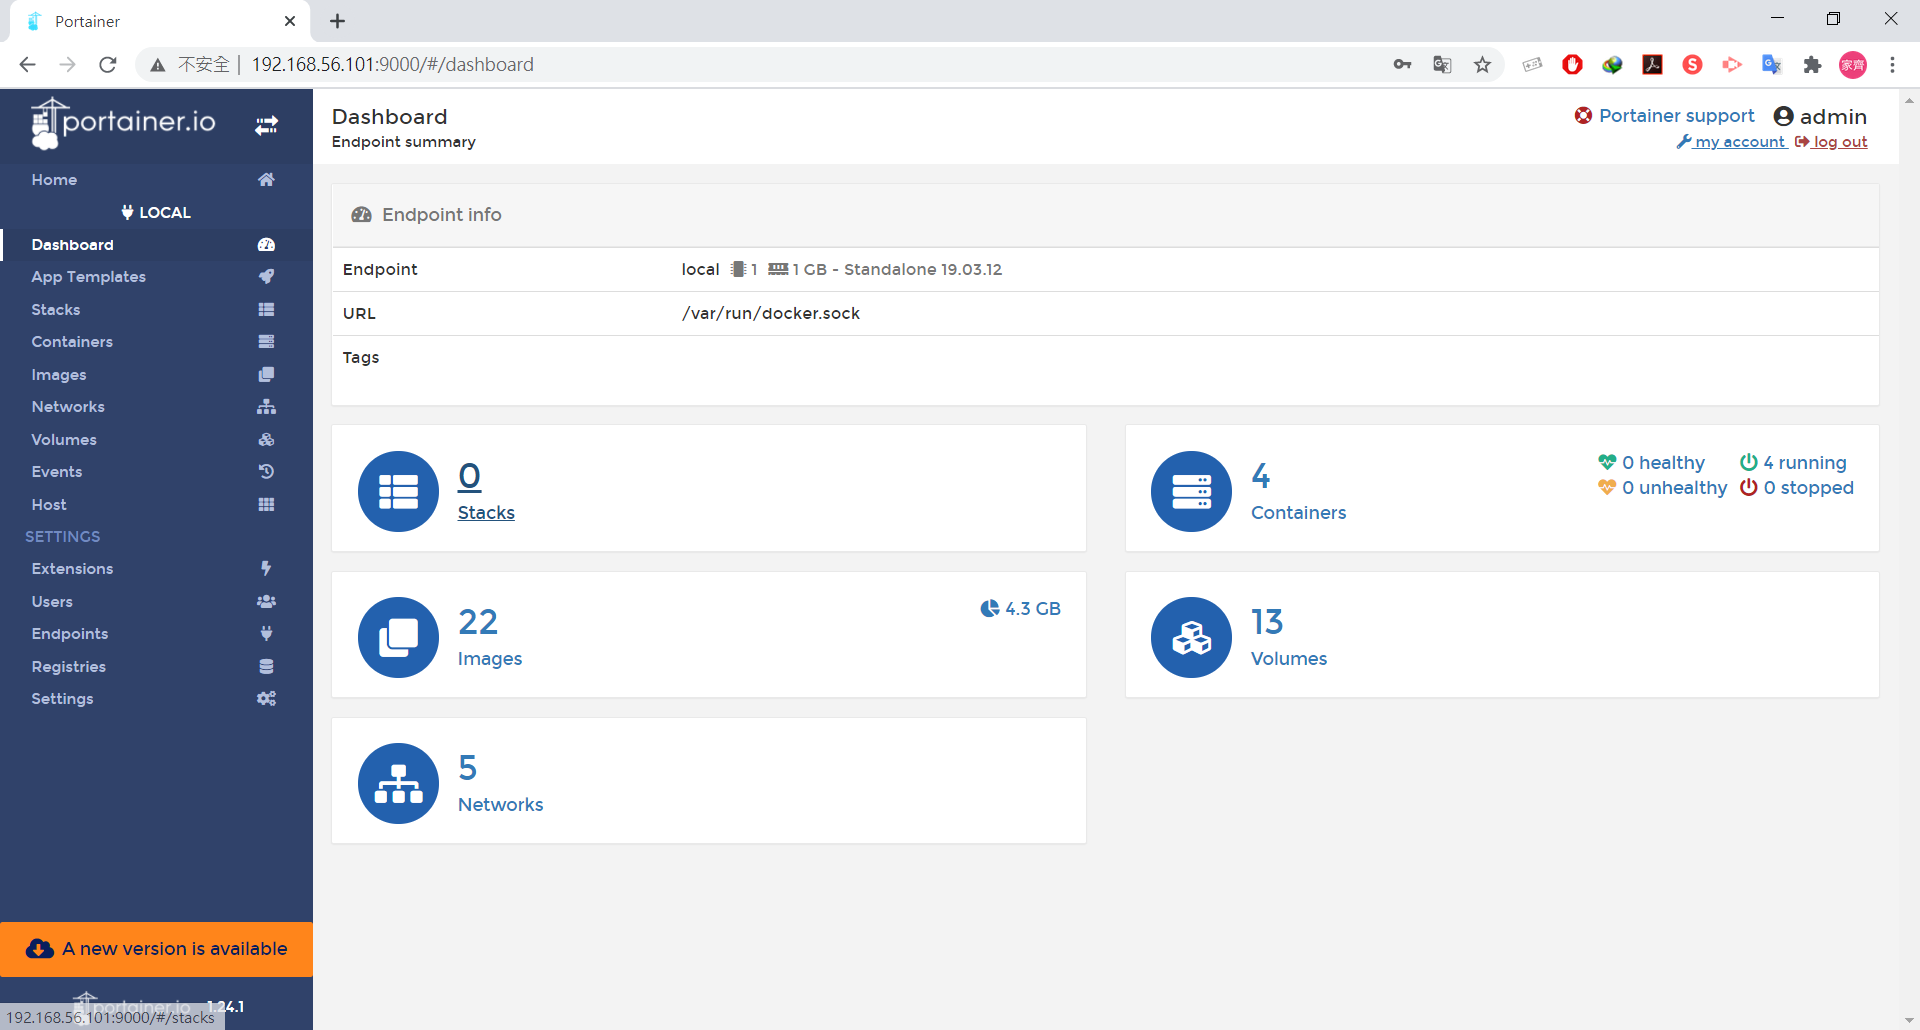 Portainer
不安全 192.168.56.101:9000/#/dashboard
家齊
portainer.io
Home
LOCAL
Dashboard
App Templates
Stacks
Containers
Images
Networks
Volumes
Events
Host
SETTINGS
Extensions
Users
Endpoints
Registries
Settings
A new version is available
portainer.io 1.24.1
192.168.56.101:9000/#/stacks
Dashboard
Endpoint summary
Portainer support admin
my account log out
Endpoint info
Endpoint local 1 1 GB - Standalone 19.03.12
URL /var/run/docker.sock
Tags
0
Stacks
4
Containers
0 healthy 4 running
0 unhealthy 0 stopped
22
Images
4.3 GB
13
Volumes
5
Networks